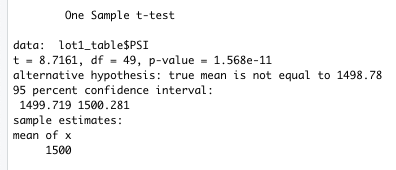 One Sample t-test
data:  lot1_table$PSI
t = 8.7161, df = 49, p-value = 1.568e-11
alternative hypothesis: true mean is not equal to 1498.78
95 percent confidence interval:
1499.719 1500.281
sample estimates:
mean of x
1500